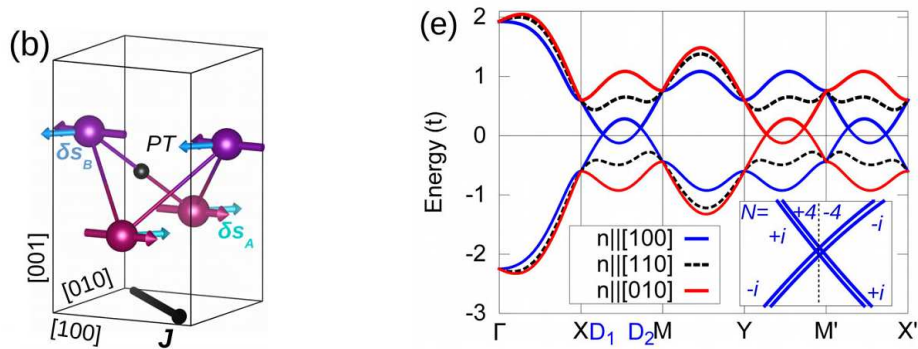 (b)
PT
δs_B
δs_A
[001]
[010]
[100]
J
(e)
Energy (t)
2
1
0
-1
-2
-3
n||[100]
n||[110]
n||[010]
N=
+4
-4
+i
-i
-i
+i
Γ
X
D₁
D₂
M
Y
M'
X'